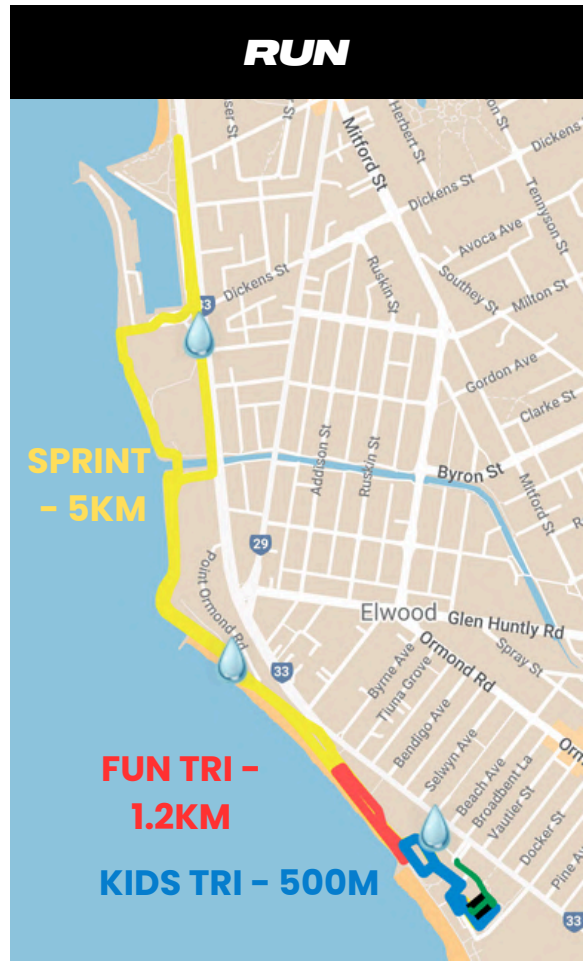 RUN
Mitford St
Herbert St
Dickens
Dickens St
Tennyson St
Avoca Ave
Ruskin St
Southey St
Milton St
Dickens St
33
Gordon Ave
Clarke St
SPRINT
- 5KM
Addison St
Ruskin St
Byron St
Mitford St
29
Point Ormond Rd
Elwood
Glen Huntly Rd
Ormond Rd
Spray St
33
Byrne Ave
Tiuna Grove
Bendigo Ave
Selwyn Ave
Beach Ave
Broadbent La
Vautier St
Docker St
FUN TRI -
1.2KM
KIDS TRI - 500M
33